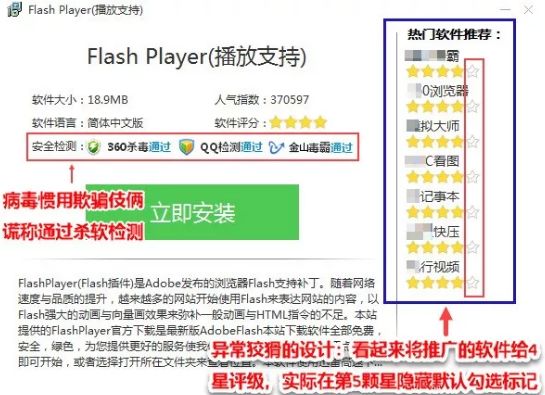 Flash Player(播放支持)
Flash Player(播放支持)
软件大小：18.9MB
人气指数：370597
软件语言：简体中文版
软件评分：
安全检测：
360杀毒通过
QQ检测通过
金山毒霸通过
病毒惯用欺骗伎俩
谎称通过杀软检测
立即安装
FlashPlayer(Flash插件)是Adobe发布的浏览器Flash支持补丁。随着网络
速度与品质的提升，越来越多的网站开始使用Flash来表达网站的内容，以
Flash强大的动画与向量画效果来弥补一般动画与HTML指令的不足。本站
提供的FlashPlayer官方下载是最新版AdobeFlash本站下载软件全部免费，
安全，绿色，为您提供更好的服务使
即可开始，或者选择打开所在文件夹
热门软件推荐：
霸
0浏览器
拟大师
C看图
记事本
快压
行视频
异常狡猾的设计：看起来将推广的软件给4
星评级，实际在第5颗星隐藏默认勾选标记